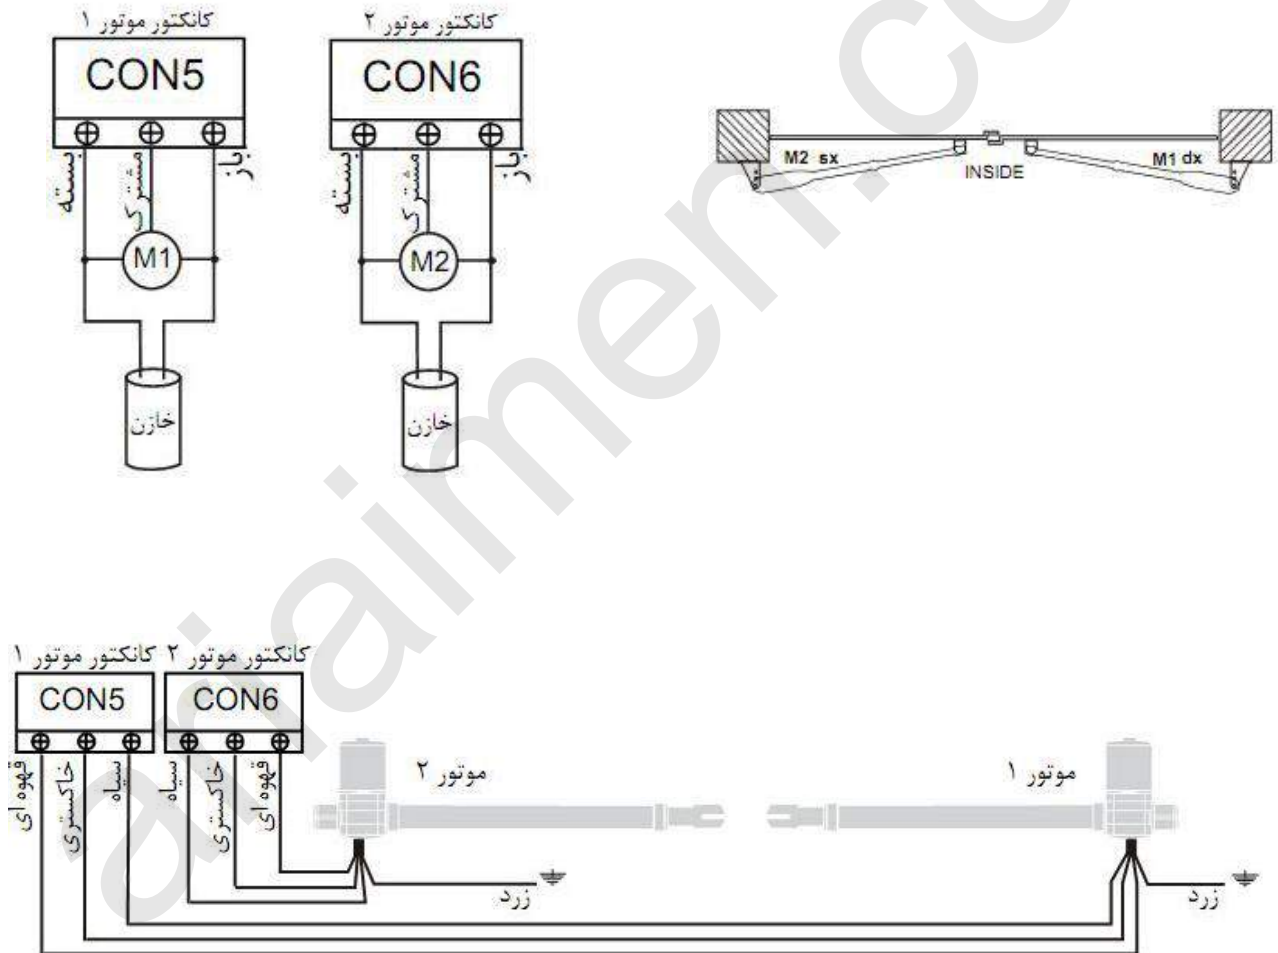 کانکتور موتور ۱
CON5
بسته
مشترک
باز
M1
خازن
کانکتور موتور ۲
CON6
بسته
مشترک
باز
M2
خازن
M2 sx
INSIDE
M1 dx
کانکتور موتور ۱
CON5
قهوه ای
خاکستری
سیاه
کانکتور موتور ۲
CON6
سیاه
خاکستری
قهوه ای
موتور ۲
زرد
موتور ۱
زرد
ariaimen.co